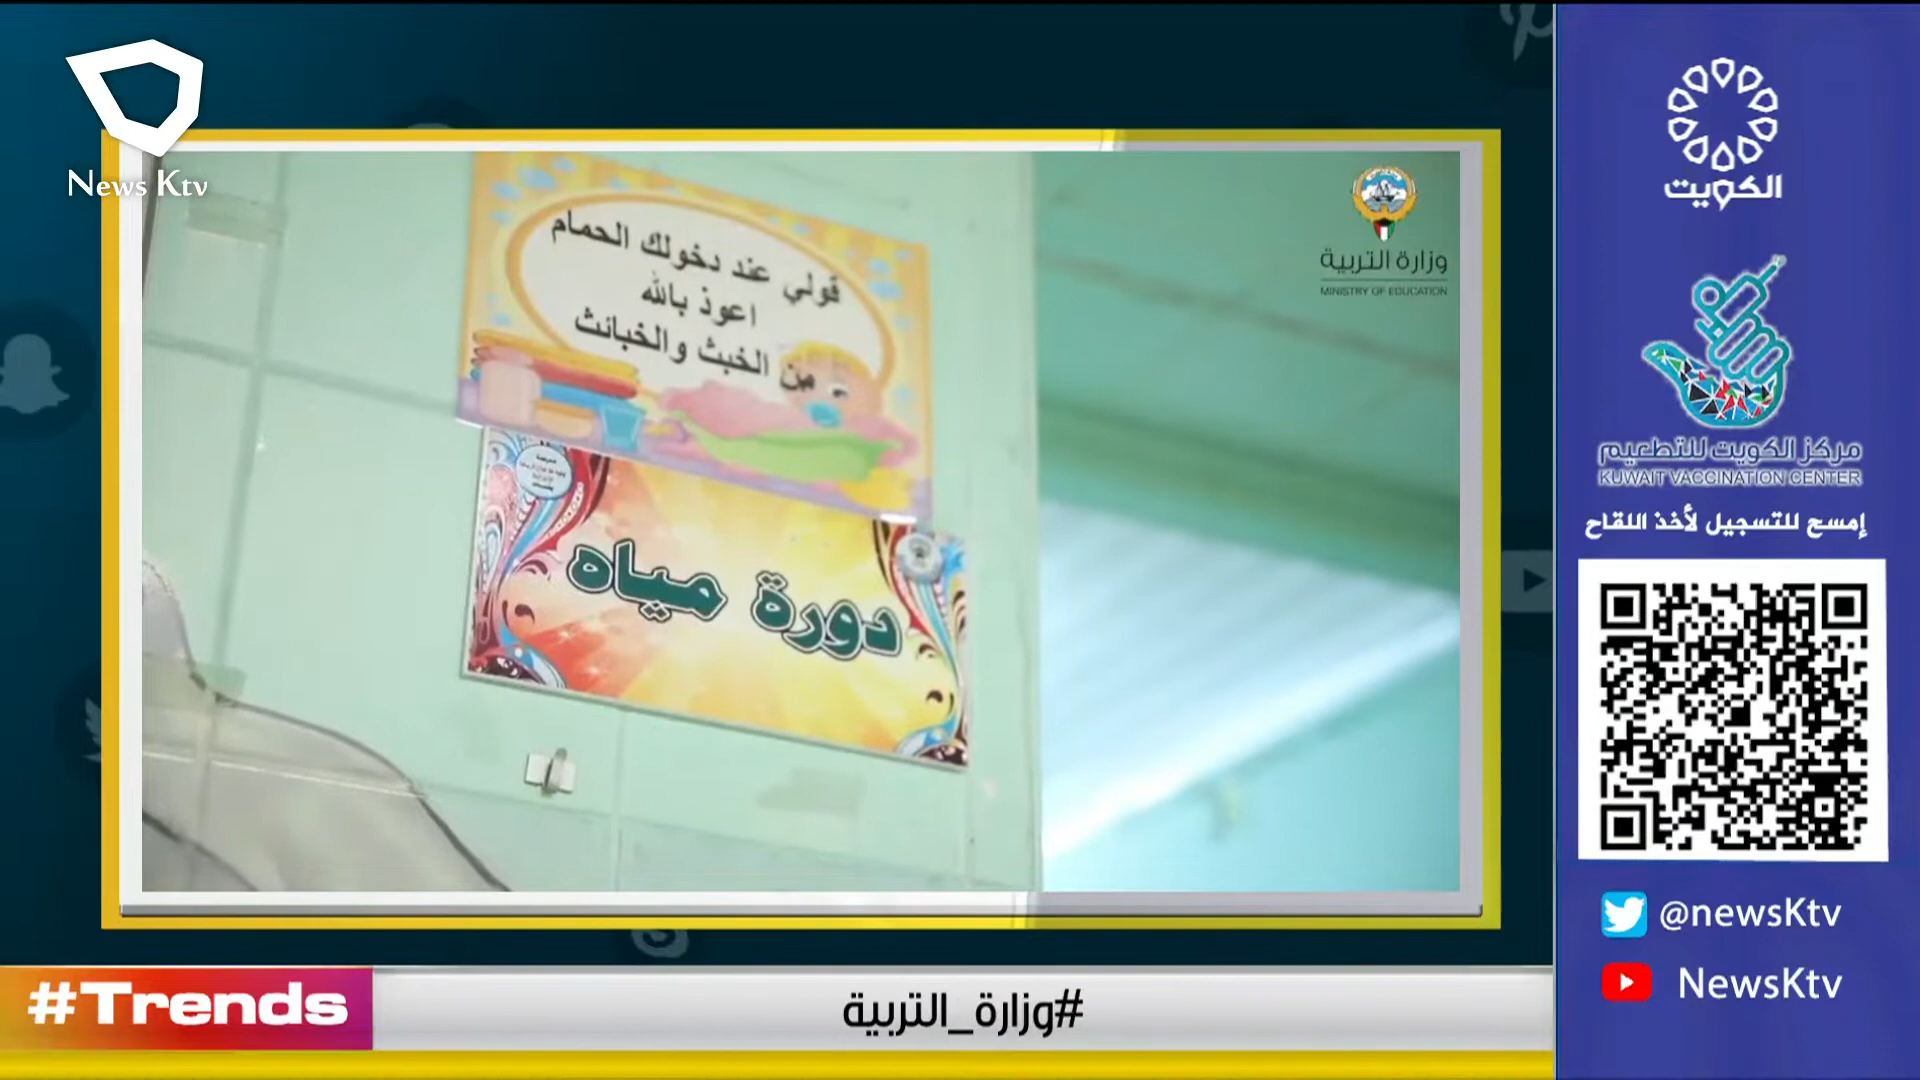 News Ktv
وزارة التربية
MINISTRY OF EDUCATION
قولي عند دخولك الحمام
اعوذ بالله
من الخبث والخبائث
دورة مياه
#Trends
#وزارة_التربية
الكويت
مركز الكويت للتطعيم
KUWAIT VACCINATION CENTER
إمسح للتسجيل لأخذ اللقاح
@newsKtv
NewsKtv